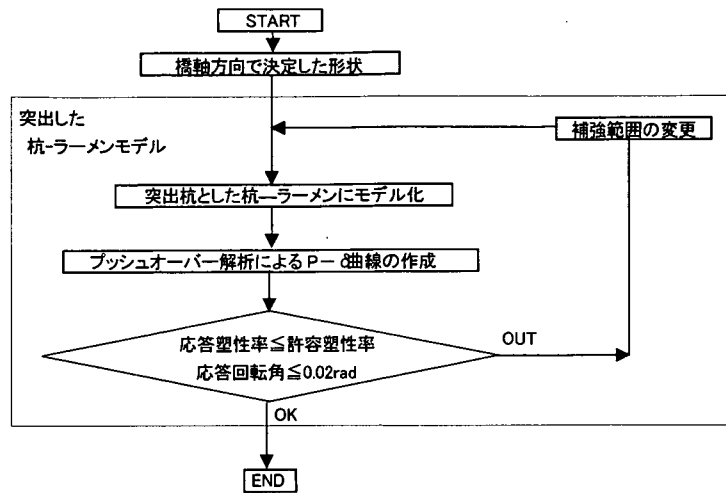 START
橋軸方向で決定した形状
突出した
杭-ラーメンモデル
補強範囲の変更
突出杭とした杭―ラーメンにモデル化
プッシュオーバー解析によるP-δ曲線の作成
応答塑性率≦許容塑性率
応答回転角≦0.02rad
OUT
OK
END